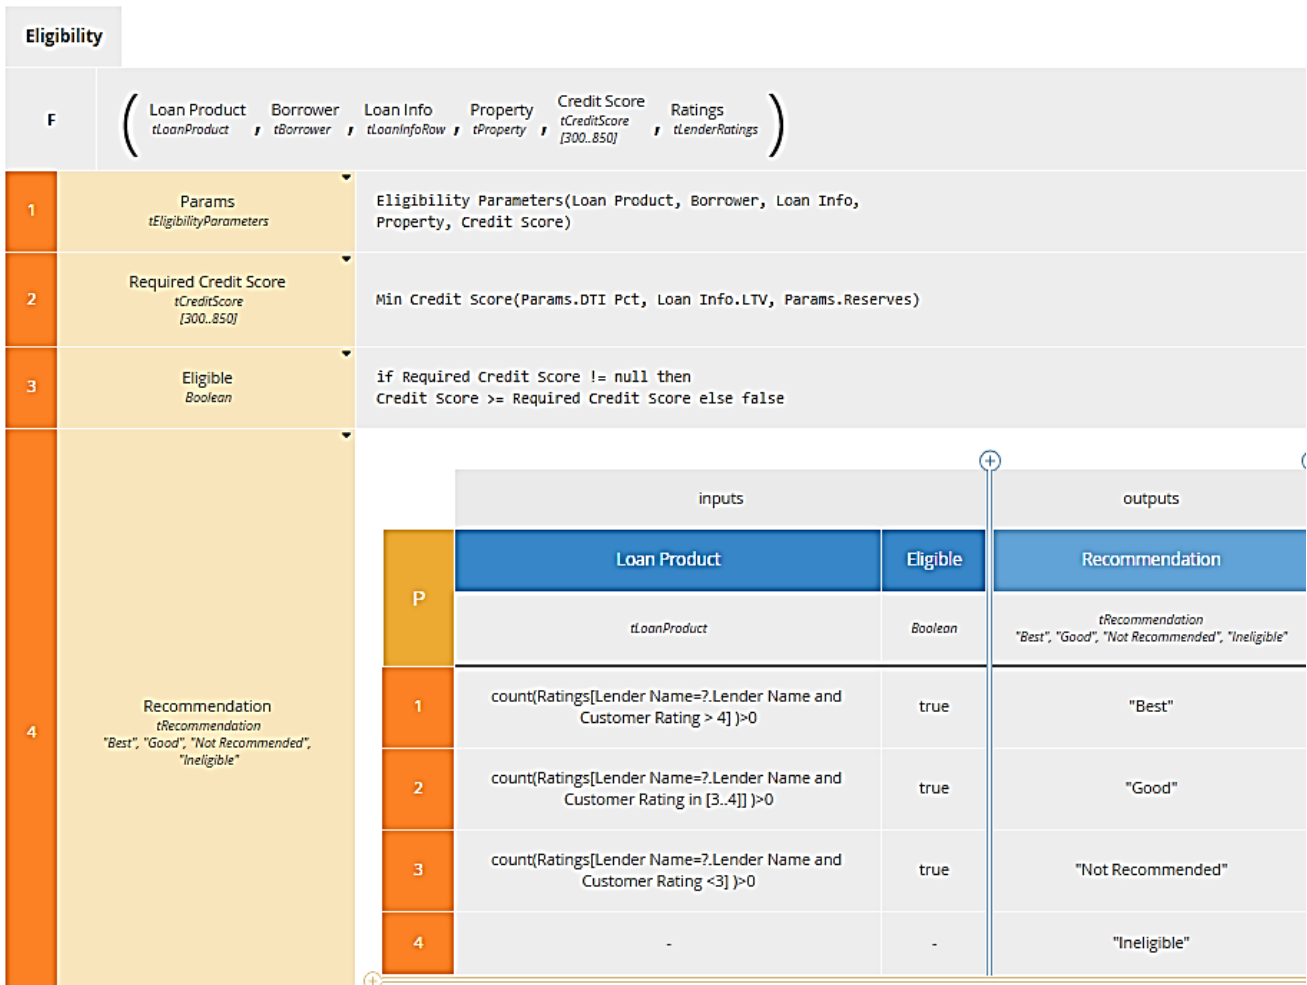 Eligibility
F
( Loan Product , Borrower , Loan Info , Property , Credit Score , Ratings )
tLoanProduct tBorrower tLoanInfoRow tProperty tCreditScore tLenderRatings
[300..850]
1
Params
tEligibilityParameters
Eligibility Parameters(Loan Product, Borrower, Loan Info,
Property, Credit Score)
2
Required Credit Score
tCreditScore
[300..850]
Min Credit Score(Params.DTI Pct, Loan Info.LTV, Params.Reserves)
3
Eligible
Boolean
if Required Credit Score != null then
Credit Score >= Required Credit Score else false
4
Recommendation
tRecommendation
"Best", "Good", "Not Recommended",
"Ineligible"
inputs
outputs
P
Loan Product
Eligible
Recommendation
tLoanProduct
Boolean
tRecommendation
"Best", "Good", "Not Recommended", "Ineligible"
1
count(Ratings[Lender Name=?.Lender Name and
Customer Rating > 4] )>0
true
"Best"
2
count(Ratings[Lender Name=?.Lender Name and
Customer Rating in [3..4]] )>0
true
"Good"
3
count(Ratings[Lender Name=?.Lender Name and
Customer Rating <3] )>0
true
"Not Recommended"
4
-
-
"Ineligible"